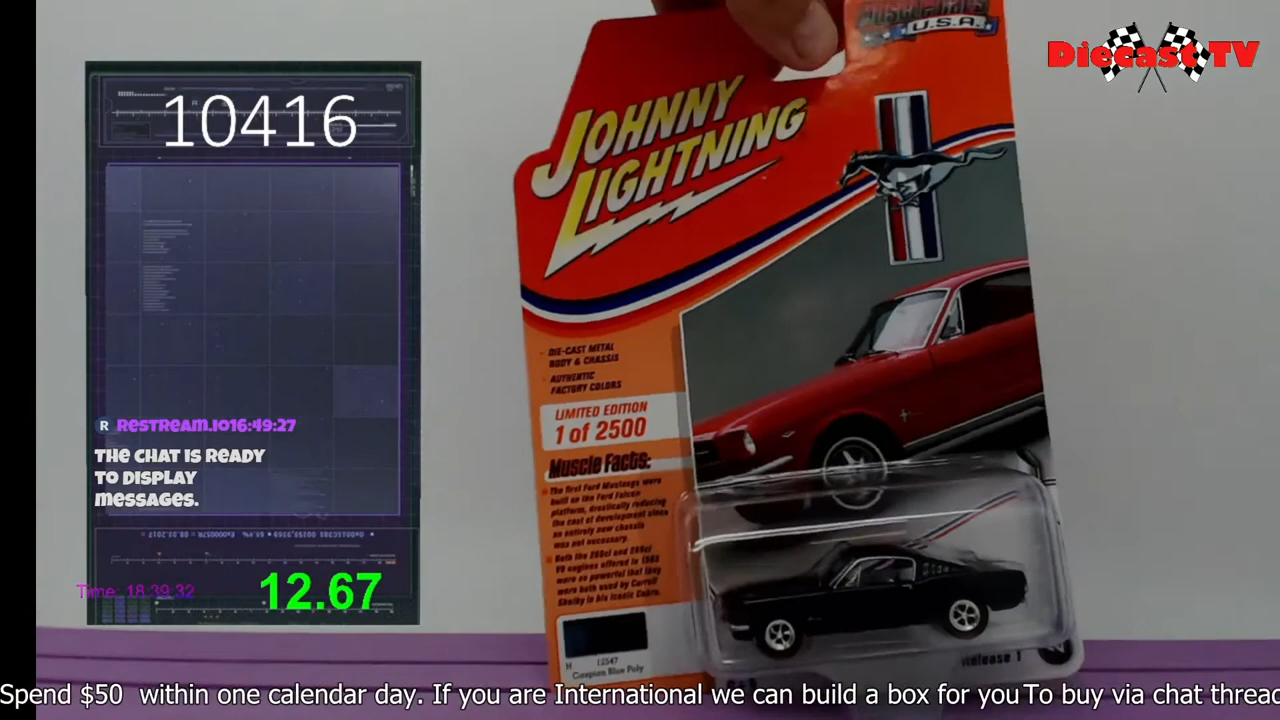 10416
R Restream.io16:49:27
THE CHAT IS READY
TO DISPLAY
MESSAGES.
Time: 18:39:32
12.67
U.S.A.
Diecast TV
JOHNNY
LIGHTNING
- DIE-CAST METAL
BODY & CHASSIS
- AUTHENTIC
FACTORY COLORS
LIMITED EDITION
1 of 2500
Muscle Facts:
The first Ford Mustangs were
built on the Ford Falcon
platform, drastically reducing
the cost of development since
an entirely new chassis
was not necessary.
Both the 260ci and 289ci
V8 engines offered in 1965
were so powerful that they
were both used by Carroll
Shelby in his iconic Cobra.
H 12547
Caspian Blue Poly
Release 1
Spend $50 within one calendar day. If you are International we can build a box for you To buy via chat thread